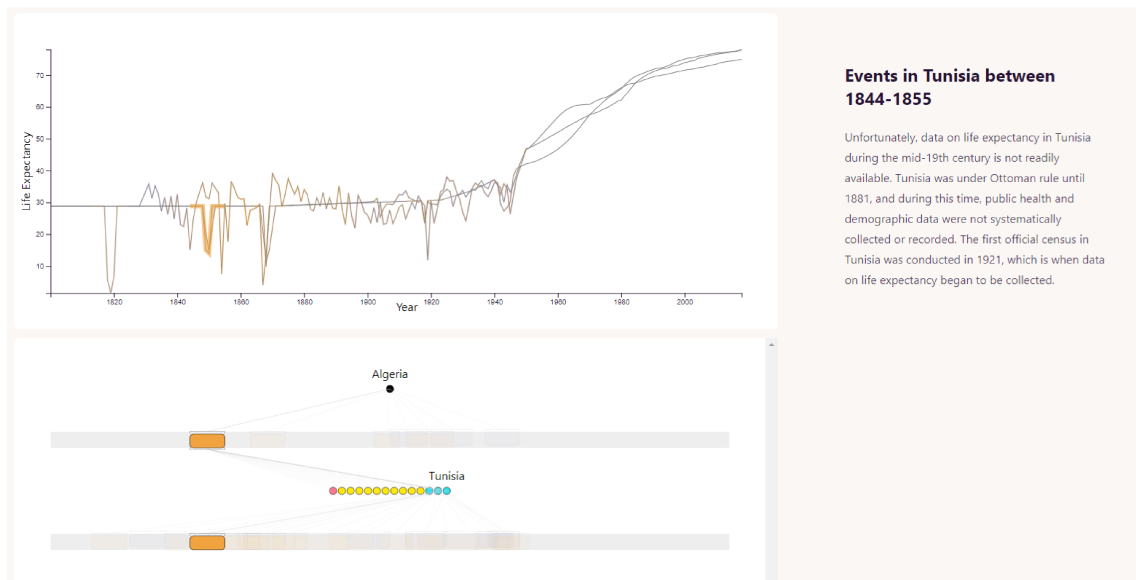 Life Expectancy
70
60
50
40
30
20
10
1820
1840
1860
1880
1900
1920
1940
1960
1980
2000
Year
Events in Tunisia between
1844-1855
Unfortunately, data on life expectancy in Tunisia
during the mid-19th century is not readily
available. Tunisia was under Ottoman rule until
1881, and during this time, public health and
demographic data were not systematically
collected or recorded. The first official census in
Tunisia was conducted in 1921, which is when data
on life expectancy began to be collected.
Algeria
Tunisia